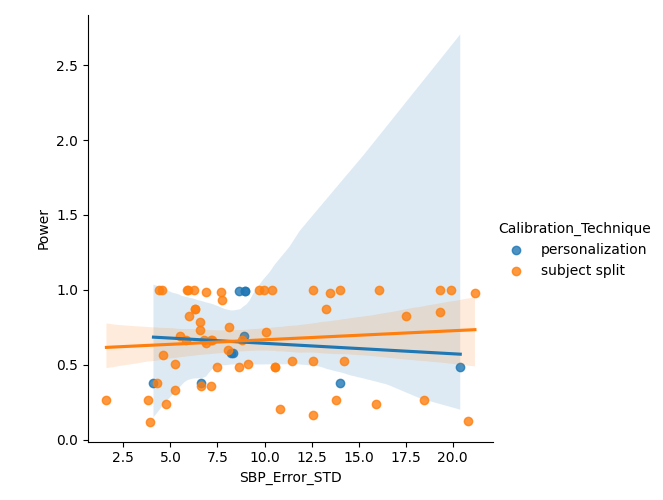 2.5
2.0
1.5
1.0
0.5
0.0
Power
2.5 5.0 7.5 10.0 12.5 15.0 17.5 20.0
SBP_Error_STD
Calibration_Technique
personalization
subject split